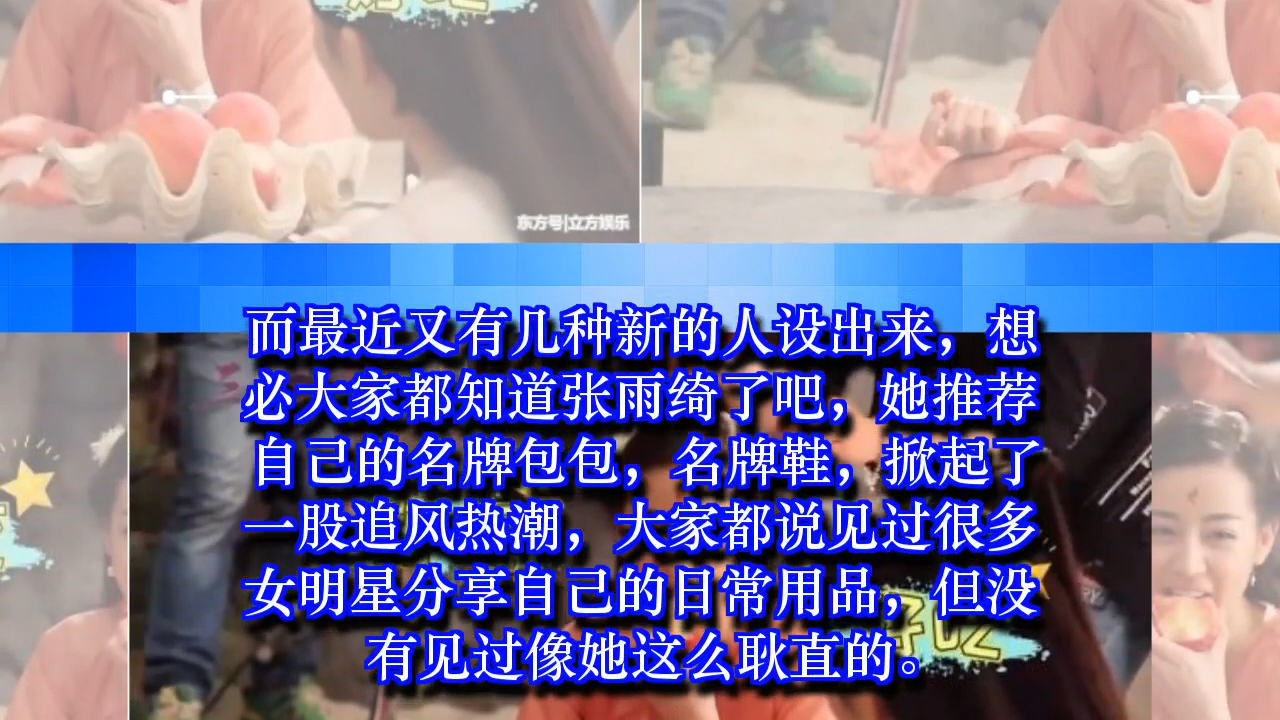 东方号|立方娱乐
而最近又有几种新的人设出来，想
必大家都知道张雨绮了吧，她推荐
自己的名牌包包，名牌鞋，掀起了
一股追风热潮，大家都说见过很多
女明星分享自己的日常用品，但没
有见过像她这么耿直的。
好吃